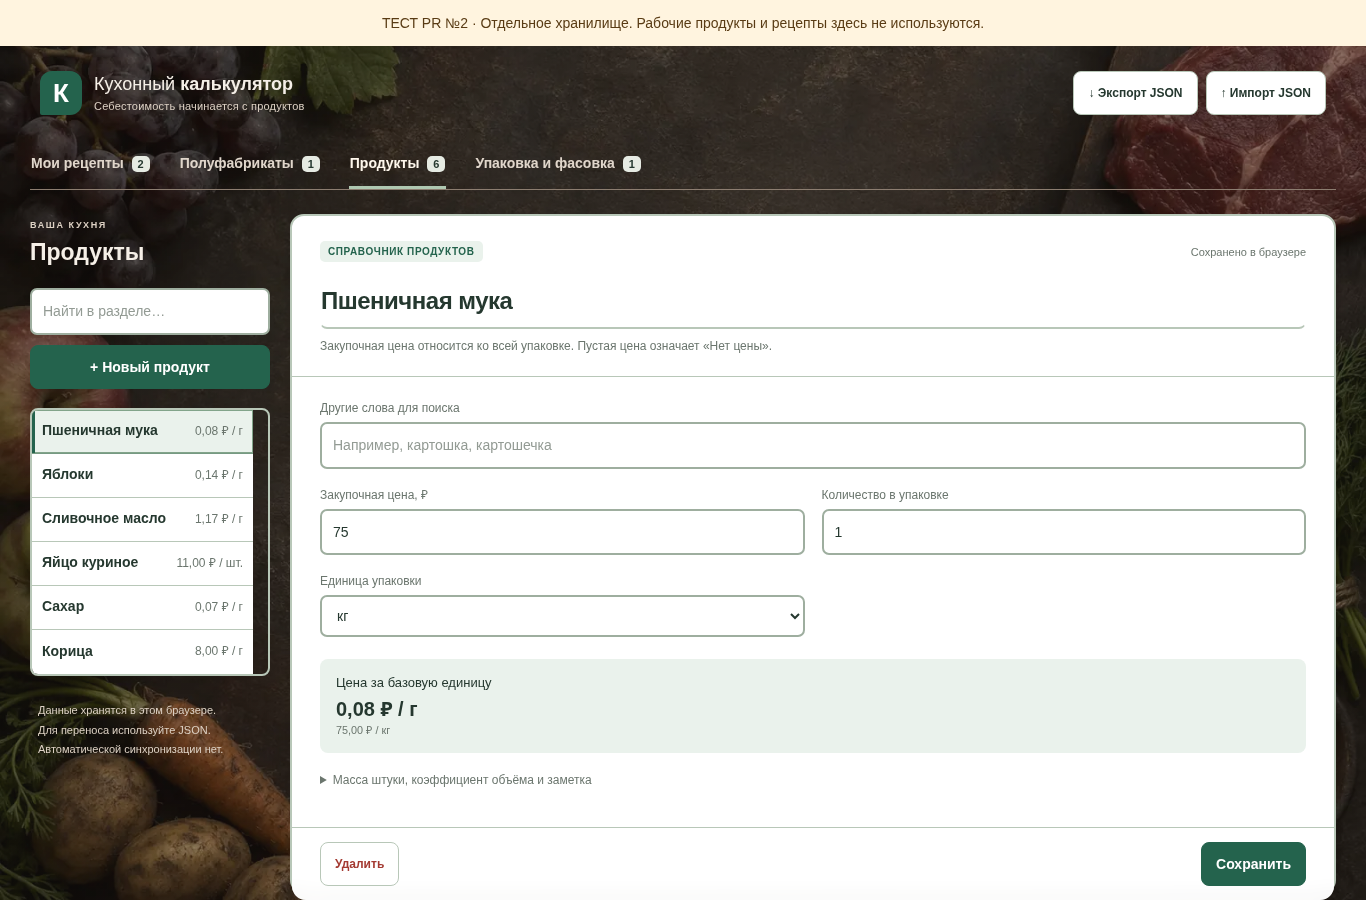 ТЕСТ PR №2 · Отдельное хранилище. Рабочие продукты и рецепты здесь не используются.
К
Кухонный калькулятор
Себестоимость начинается с продуктов
↓ Экспорт JSON
↑ Импорт JSON
Мои рецепты 2
Полуфабрикаты 1
Продукты 6
Упаковка и фасовка 1
ВАША КУХНЯ
Продукты
Найти в разделе…
+ Новый продукт
Пшеничная мука 0,08 ₽ / г
Яблоки 0,14 ₽ / г
Сливочное масло 1,17 ₽ / г
Яйцо куриное 11,00 ₽ / шт.
Сахар 0,07 ₽ / г
Корица 8,00 ₽ / г
Данные хранятся в этом браузере.
Для переноса используйте JSON.
Автоматической синхронизации нет.
СПРАВОЧНИК ПРОДУКТОВ
Сохранено в браузере
Пшеничная мука
Закупочная цена относится ко всей упаковке. Пустая цена означает «Нет цены».
Другие слова для поиска
Например, картошка, картошечка
Закупочная цена, ₽
75
Количество в упаковке
1
Единица упаковки
кг
Цена за базовую единицу
0,08 ₽ / г
75,00 ₽ / кг
Масса штуки, коэффициент объёма и заметка
Удалить
Сохранить